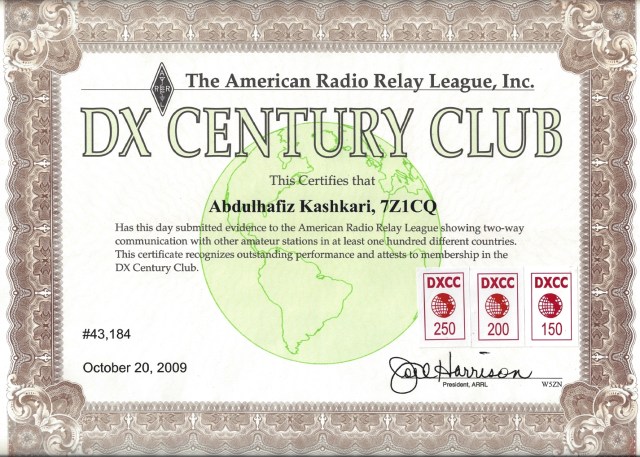 The American Radio Relay League, Inc.
DX CENTURY CLUB
This Certifies that
Abdulhafiz Kashkari, 7Z1CQ
Has this day submitted evidence to the American Radio Relay League showing two-way
communication with other amateur stations in at least one hundred different countries.
This certificate recognizes outstanding performance and attests to membership in the
DX Century Club.
DXCC DXCC DXCC
250 200 150
#43,184
October 20, 2009
Joel Harrison
President, ARRL W5ZN